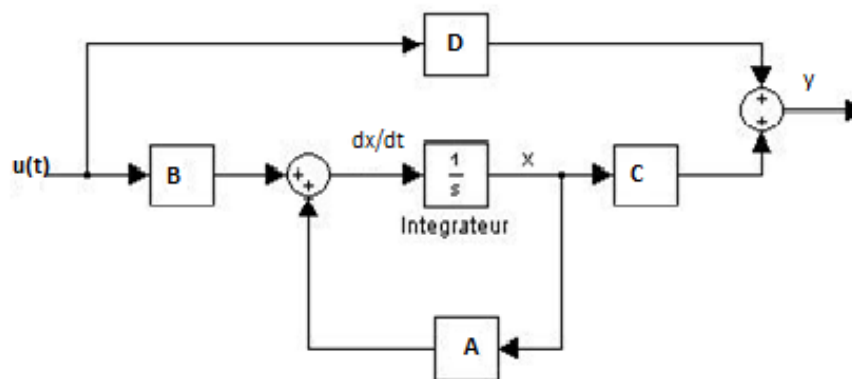 D
y
+
+
dx/dt
x
u(t)
B
+
+
1
s
C
Integrateur
A